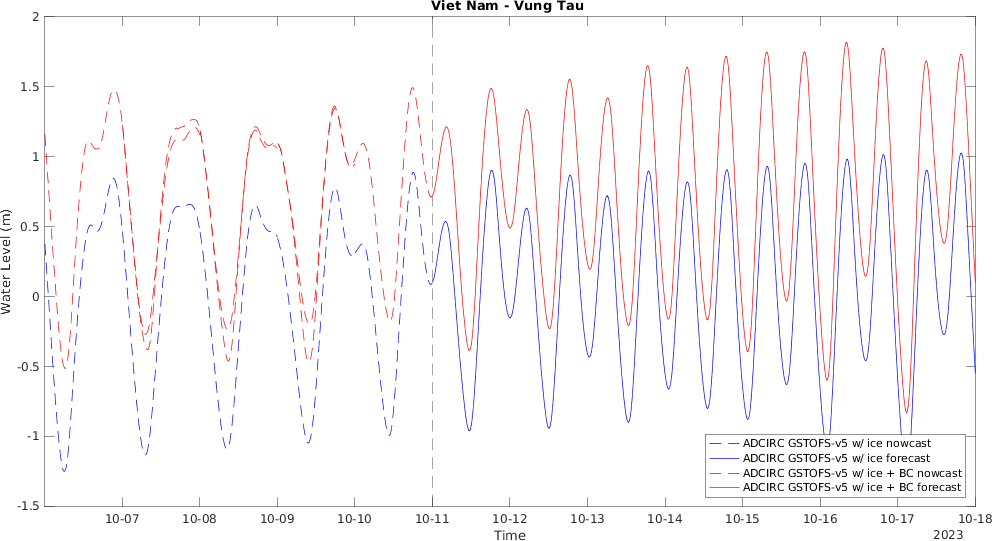 Viet Nam - Vung Tau
Water Level (m)
2
1.5
1
0.5
0
-0.5
-1
-1.5
ADCIRC GSTOFS-v5 w/ ice nowcast
ADCIRC GSTOFS-v5 w/ ice forecast
ADCIRC GSTOFS-v5 w/ ice + BC nowcast
ADCIRC GSTOFS-v5 w/ ice + BC forecast
10-07 10-08 10-09 10-10 10-11 10-12 10-13 10-14 10-15 10-16 10-17 10-18
Time
2023